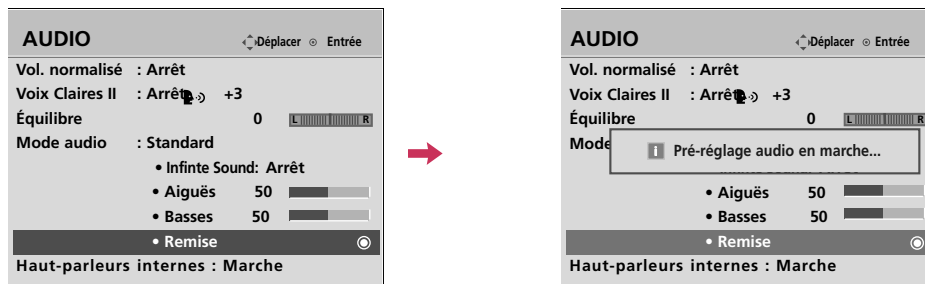 AUDIO Déplacer Entrée
Vol. normalisé : Arrêt
Voix Claires II : Arrêt +3
Équilibre 0 L R
Mode audio : Standard
• Infinte Sound: Arrêt
• Aiguës 50
• Basses 50
• Remise
Haut-parleurs internes : Marche
AUDIO Déplacer Entrée
Vol. normalisé : Arrêt
Voix Claires II : Arrêt +3
Équilibre 0 L R
Mode
i Pré-réglage audio en marche...
• Aiguës 50
• Basses 50
• Remise
Haut-parleurs internes : Marche